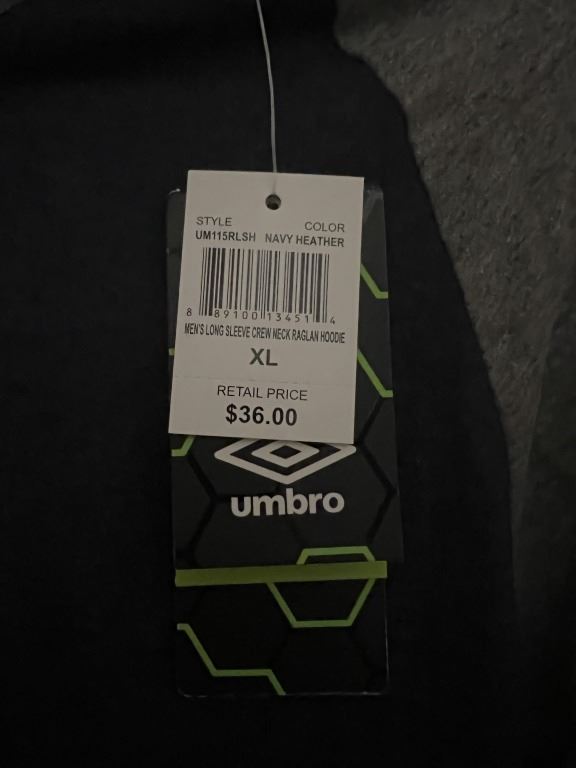 STYLE COLOR
UM115RLSH NAVY HEATHER
8 89100 13451 4
MEN'S LONG SLEEVE CREW NECK RAGLAN HOODIE
XL
RETAIL PRICE
$36.00
umbro